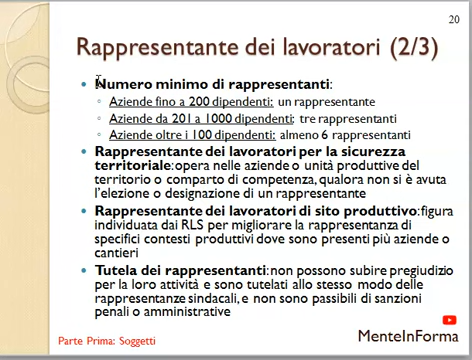 20
Rappresentante dei lavoratori (2/3)
Numero minimo di rappresentanti:
Aziende fino a 200 dipendenti: un rappresentante
Aziende da 201 a 1000 dipendenti: tre rappresentanti
Aziende oltre i 100 dipendenti: almeno 6 rappresentanti
Rappresentante dei lavoratori per la sicurezza
territoriale:opera nelle aziende o unità produttive del
territorio o comparto di competenza, qualora non si è avuta
l'elezione o designazione di un rappresentante
Rappresentante dei lavoratori di sito produttivo:figura
individuata dai RLS per migliorare la rappresentanza di
specifici contesti produttivi dove sono presenti più aziende o
cantieri
Tutela dei rappresentanti:non possono subire pregiudizio
per la loro attività e sono tutelati allo stesso modo delle
rappresentanze sindacali, e non sono passibili di sanzioni
penali o amministrative
Parte Prima: Soggetti
MenteInForma